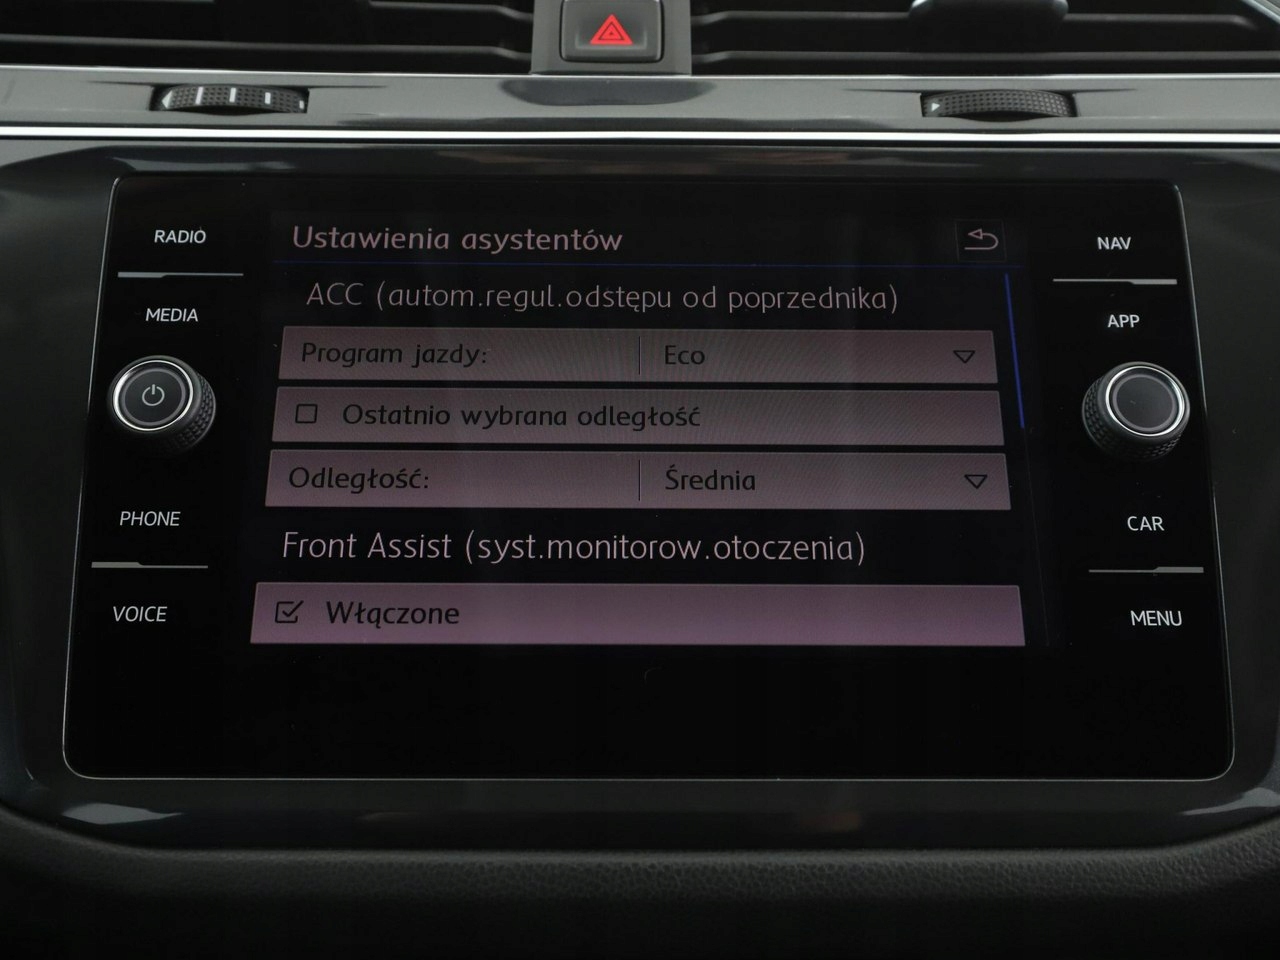 RADIO
MEDIA
PHONE
VOICE
Ustawienia asystentów
ACC (autom.regul.odstępu od poprzednika)
Program jazdy: Eco
Ostatnio wybrana odległość
Odległość: Średnia
Front Assist (syst.monitorow.otoczenia)
Włączone
NAV
APP
CAR
MENU